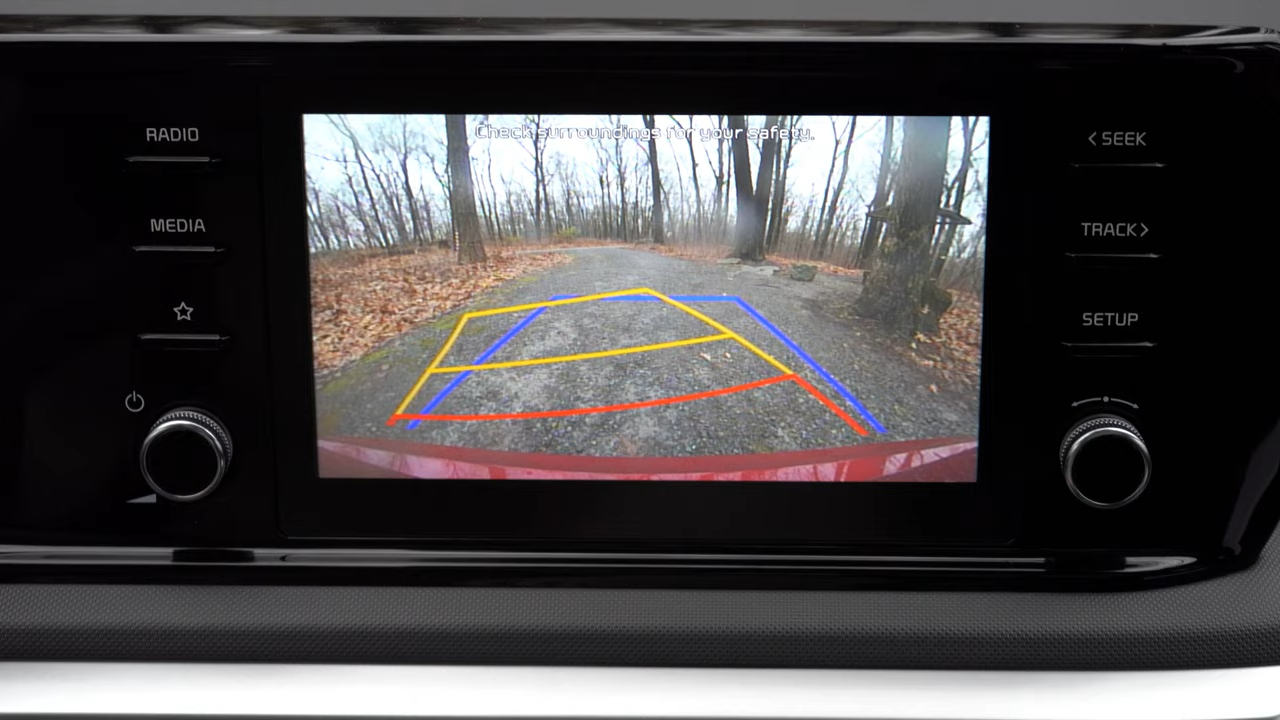 Check surroundings for your safety.
RADIO
MEDIA
< SEEK
TRACK >
SETUP